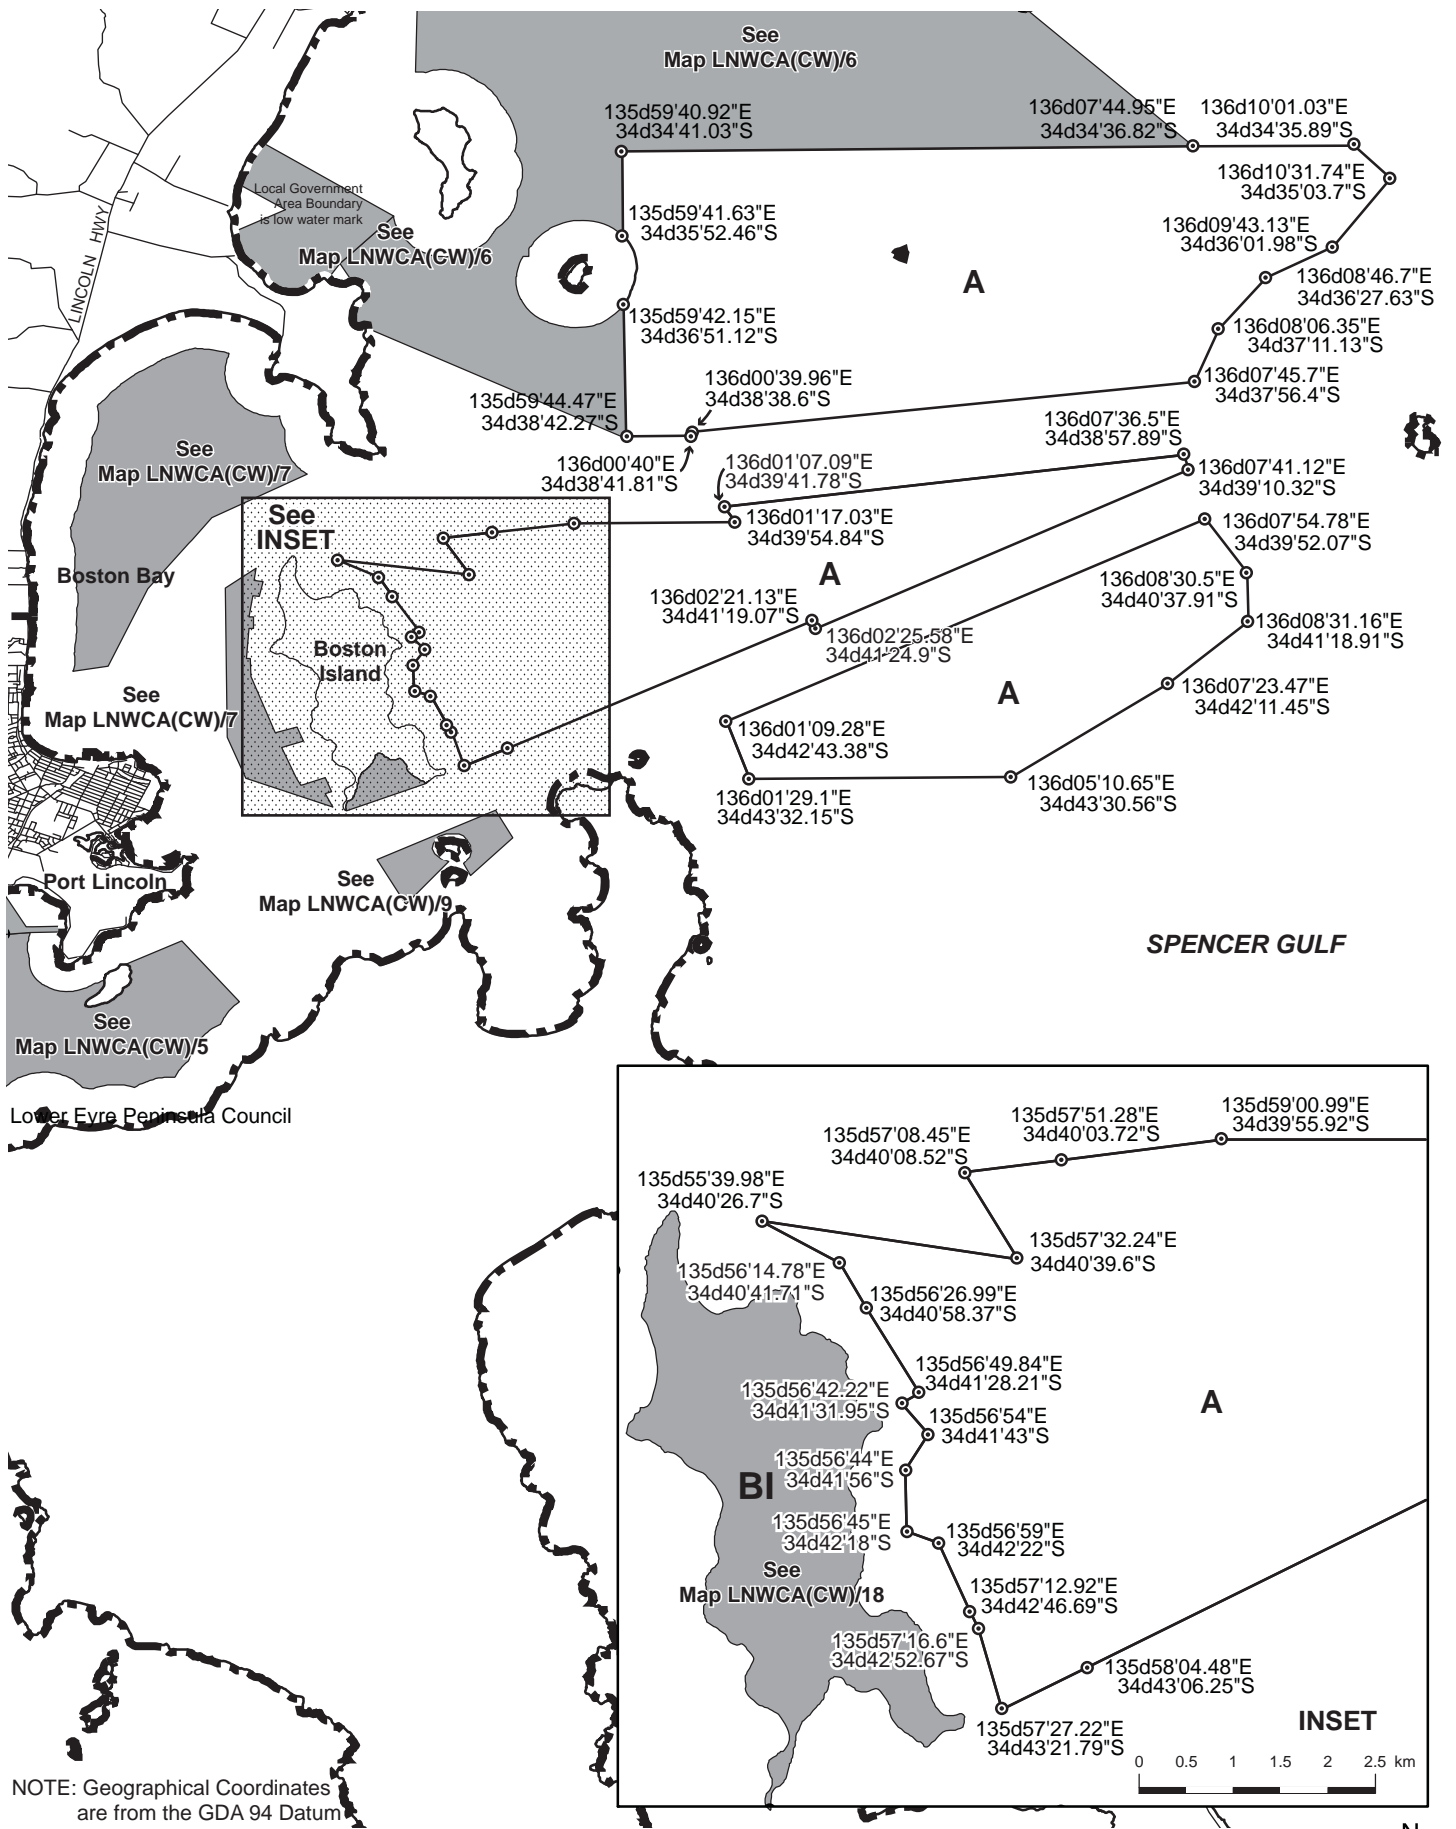 See
Map LNWCA(CW)/6
135d59'40.92"E
34d34'41.03"S
136d07'44.95"E
34d34'36.82"S
136d10'01.03"E
34d34'35.89"S
136d10'31.74"E
34d35'03.7"S
Local Government
Area Boundary
is low water mark
LINCOLN HWY
See
Map LNWCA(CW)/6
135d59'41.63"E
34d35'52.46"S
136d09'43.13"E
34d36'01.98"S
A
136d08'46.7"E
34d36'27.63"S
135d59'42.15"E
34d36'51.12"S
136d08'06.35"E
34d37'11.13"S
136d00'39.96"E
34d38'38.6"S
136d07'45.7"E
34d37'56.4"S
135d59'44.47"E
34d38'42.27"S
136d07'36.5"E
34d38'57.89"S
See
Map LNWCA(CW)/7
136d00'40"E
34d38'41.81"S
136d01'07.09"E
34d39'41.78"S
136d07'41.12"E
34d39'10.32"S
See
INSET
136d01'17.03"E
34d39'54.84"S
136d07'54.78"E
34d39'52.07"S
Boston Bay
A
136d08'30.5"E
34d40'37.91"S
136d02'21.13"E
34d41'19.07"S
136d02'25.58"E
34d41'24.9"S
136d08'31.16"E
34d41'18.91"S
Boston
Island
See
Map LNWCA(CW)/7
A
136d07'23.47"E
34d42'11.45"S
136d01'09.28"E
34d42'43.38"S
136d05'10.65"E
34d43'30.56"S
136d01'29.1"E
34d43'32.15"S
Port Lincoln
See
Map LNWCA(CW)/9
SPENCER GULF
See
Map LNWCA(CW)/5
Lower Eyre Peninsula Council
135d59'00.99"E
34d39'55.92"S
135d57'51.28"E
34d40'03.72"S
135d57'08.45"E
34d40'08.52"S
135d55'39.98"E
34d40'26.7"S
135d57'32.24"E
34d40'39.6"S
135d56'14.78"E
34d40'41.71"S
135d56'26.99"E
34d40'58.37"S
135d56'49.84"E
34d41'28.21"S
135d56'42.22"E
34d41'31.95"S
A
135d56'54"E
34d41'43"S
135d56'44"E
34d41'56"S
BI
135d56'45"E
34d42'18"S
135d56'59"E
34d42'22"S
See
Map LNWCA(CW)/18
135d57'12.92"E
34d42'46.69"S
135d57'16.6"E
34d42'52.67"S
135d58'04.48"E
34d43'06.25"S
135d57'27.22"E
34d43'21.79"S
INSET
0 0.5 1 1.5 2 2.5 km
NOTE: Geographical Coordinates
are from the GDA 94 Datum
N